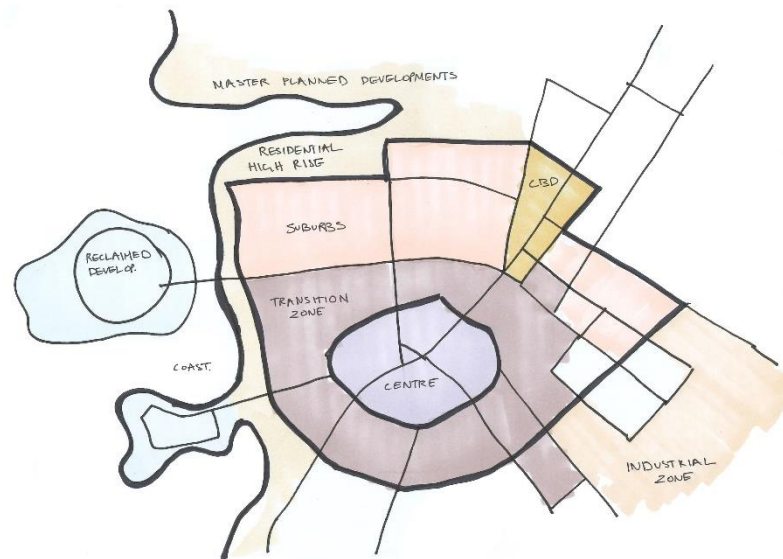 MASTER PLANNED DEVELOPMENTS
RESIDENTIAL
HIGH RISE
CBD
SUBURBS
RECLAIMED
DEVELOP.
TRANSITION
ZONE
COAST.
CENTRE
INDUSTRIAL
ZONE